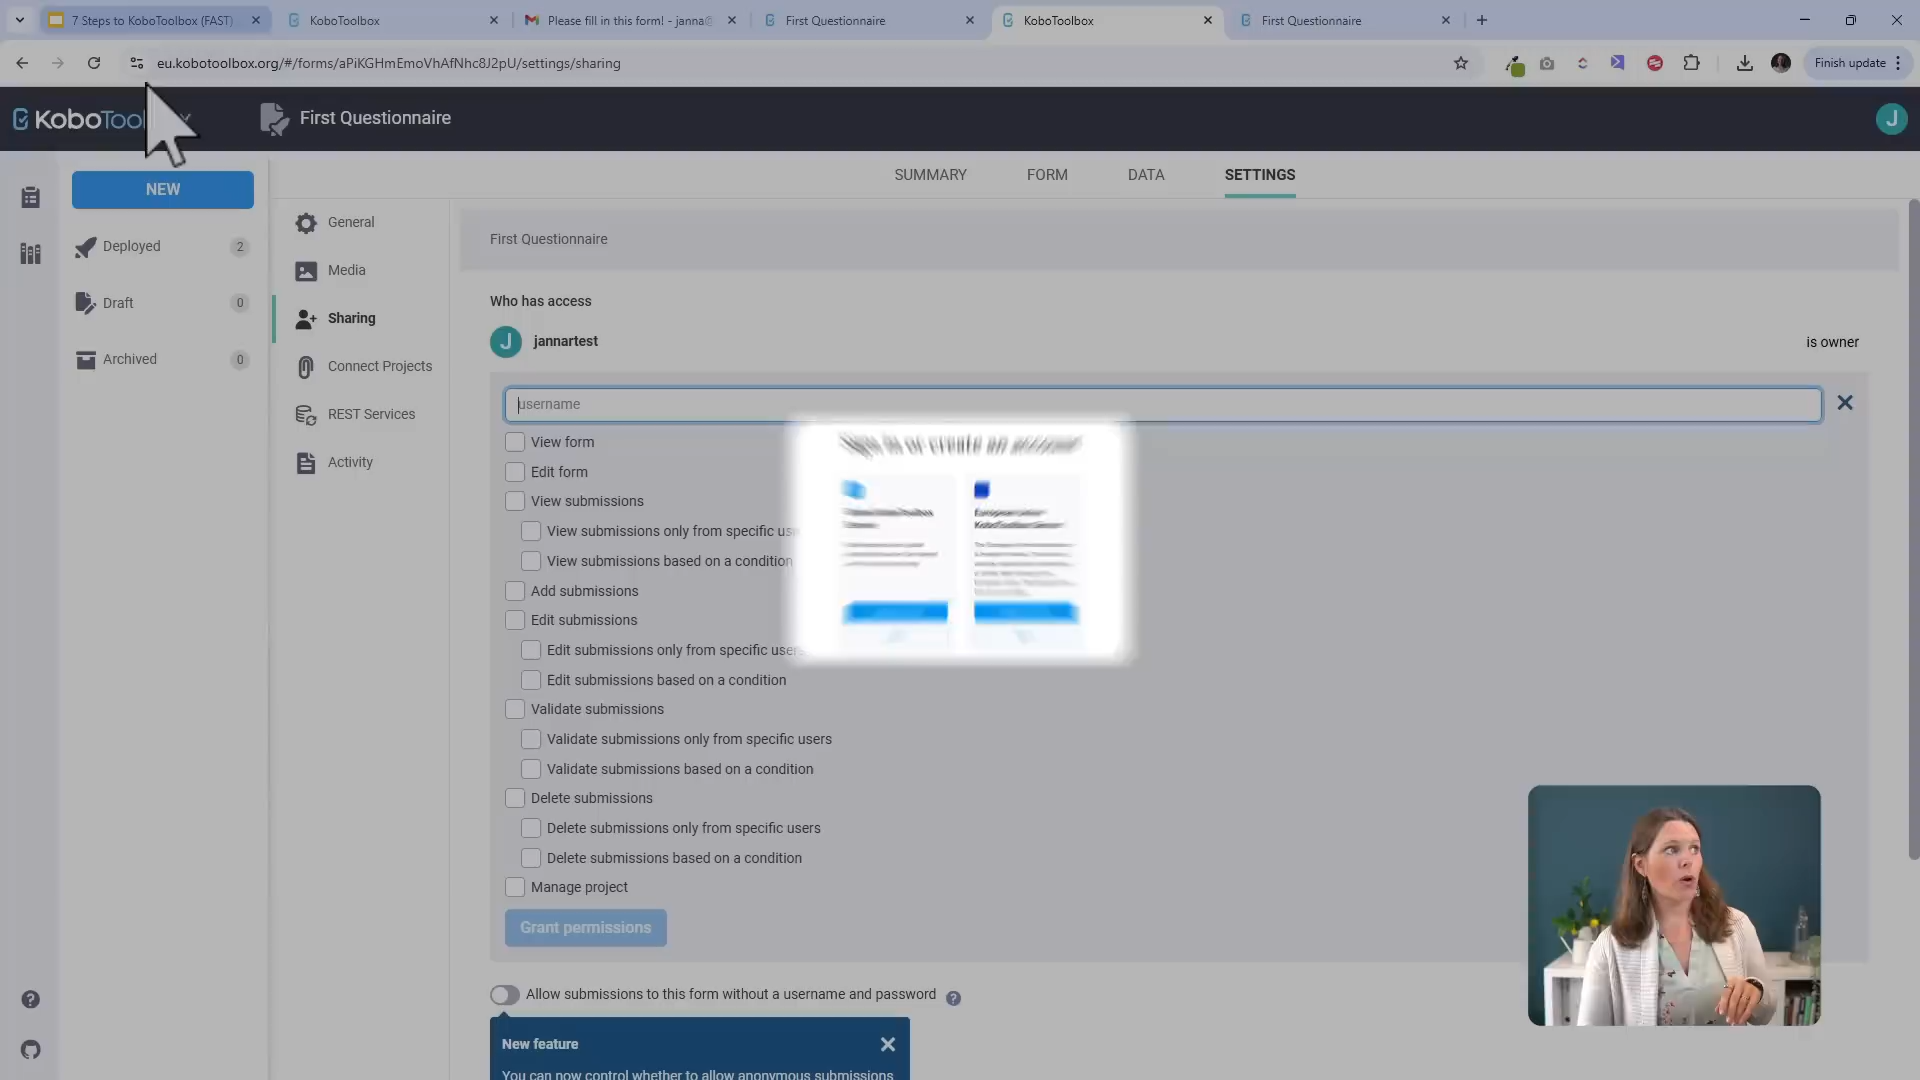 7 Steps to KoboToolbox (FAST)
KoboToolbox
Please fill in this form! - janna@
First Questionnaire
KoboToolbox
First Questionnaire
eu.kobotoolbox.org/#/forms/aPiKGHmEmoVhAfNhc8J2pU/settings/sharing
Finish update
KoboTool
First Questionnaire
J
SUMMARY
FORM
DATA
SETTINGS
NEW
Deployed
2
Draft
0
Archived
0
General
Media
Sharing
Connect Projects
REST Services
Activity
First Questionnaire
Who has access
J
jannartest
is owner
username
View form
Edit form
View submissions
View submissions only from specific
View submissions based on a condition
Add submissions
Edit submissions
Edit submissions only from specific users
Edit submissions based on a condition
Validate submissions
Validate submissions only from specific users
Validate submissions based on a condition
Delete submissions
Delete submissions only from specific users
Delete submissions based on a condition
Manage project
Grant permissions
Allow submissions to this form without a username and password
New feature
You can now control whether to allow anonymous submissions